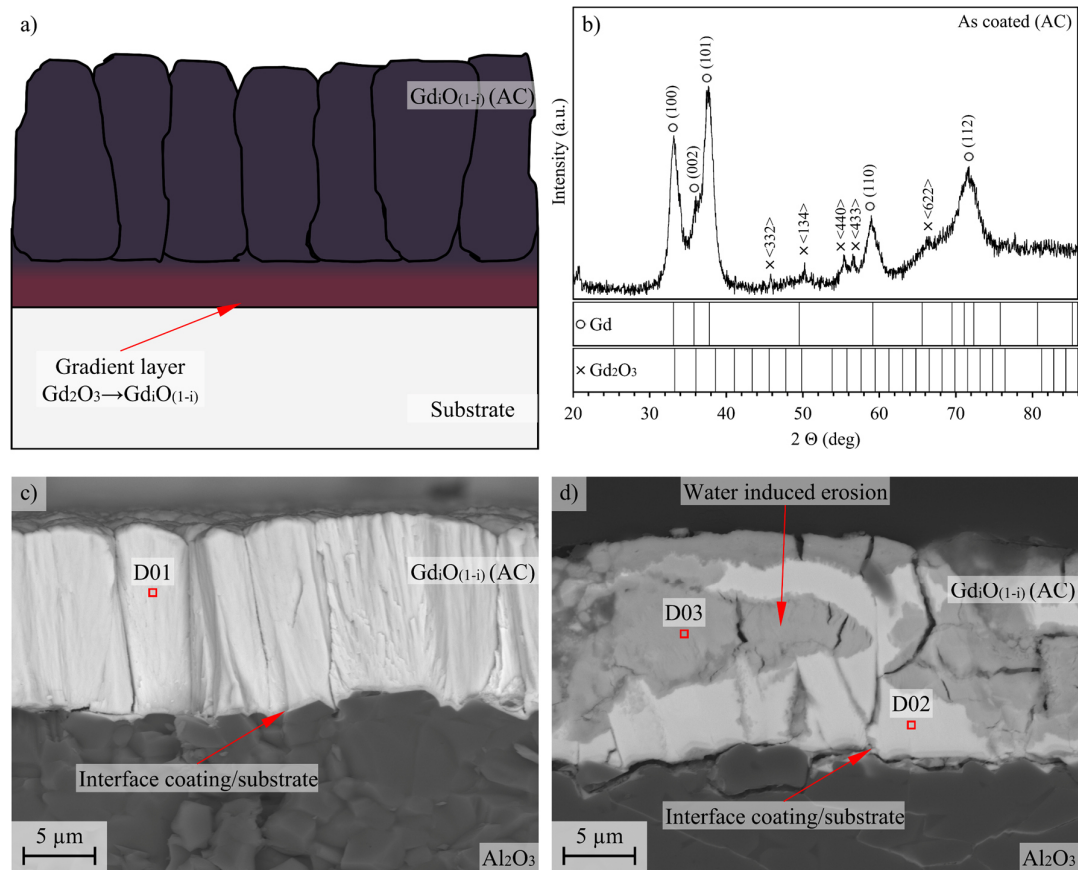 a)
GdiO(1-i) (AC)
Gradient layer
Gd2O3→GdiO(1-i)
Substrate
b)
As coated (AC)
Intensity (a.u.)
(100)
(002)
(101)
<332>
<134>
<440>
<433>
(110)
<622>
(112)
Gd
× Gd2O3
20 30 40 50 60 70 80
2 Θ (deg)
c)
D01
GdiO(1-i) (AC)
Interface coating/substrate
5 µm
Al2O3
d)
Water induced erosion
GdiO(1-i) (AC)
D03
D02
Interface coating/substrate
5 µm
Al2O3